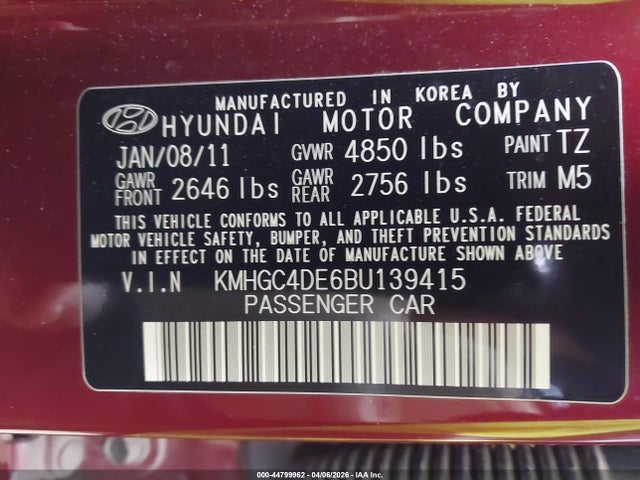 MANUFACTURED IN KOREA BY
HYUNDAI MOTOR COMPANY
JAN/08/11 GVWR 4850 lbs PAINT TZ
GAWR FRONT 2646 lbs GAWR REAR 2756 lbs TRIM M5
THIS VEHICLE CONFORMS TO ALL APPLICABLE U.S.A. FEDERAL
MOTOR VEHICLE SAFETY, BUMPER, AND THEFT PREVENTION STANDARDS
IN EFFECT ON THE DATE OF MANUFACTURE SHOWN ABOVE.
V.I.N KMHGC4DE6BU139415
PASSENGER CAR
000-44799962 - 04/06/2026 - IAA Inc.